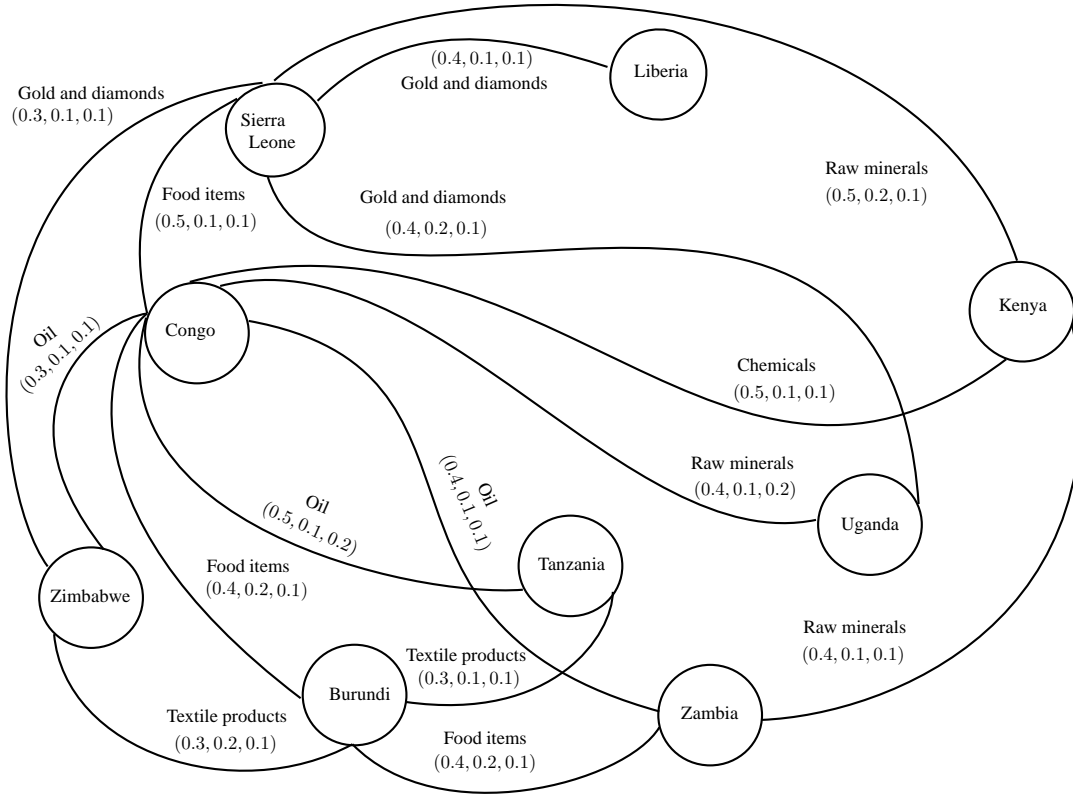 (0.4, 0.1, 0.1)
Gold and diamonds
Liberia
Gold and diamonds
(0.3, 0.1, 0.1)
Sierra
Leone
Raw minerals
(0.5, 0.2, 0.1)
Food items
(0.5, 0.1, 0.1)
Gold and diamonds
(0.4, 0.2, 0.1)
Kenya
Congo
Oil
(0.3, 0.1, 0.1)
Chemicals
(0.5, 0.1, 0.1)
Raw minerals
(0.4, 0.1, 0.2)
Oil
(0.4, 0.1, 0.1)
Oil
(0.5, 0.1, 0.2)
Uganda
Tanzania
Food items
(0.4, 0.2, 0.1)
Zimbabwe
Raw minerals
(0.4, 0.1, 0.1)
Textile products
(0.3, 0.1, 0.1)
Burundi
Zambia
Textile products
(0.3, 0.2, 0.1)
Food items
(0.4, 0.2, 0.1)